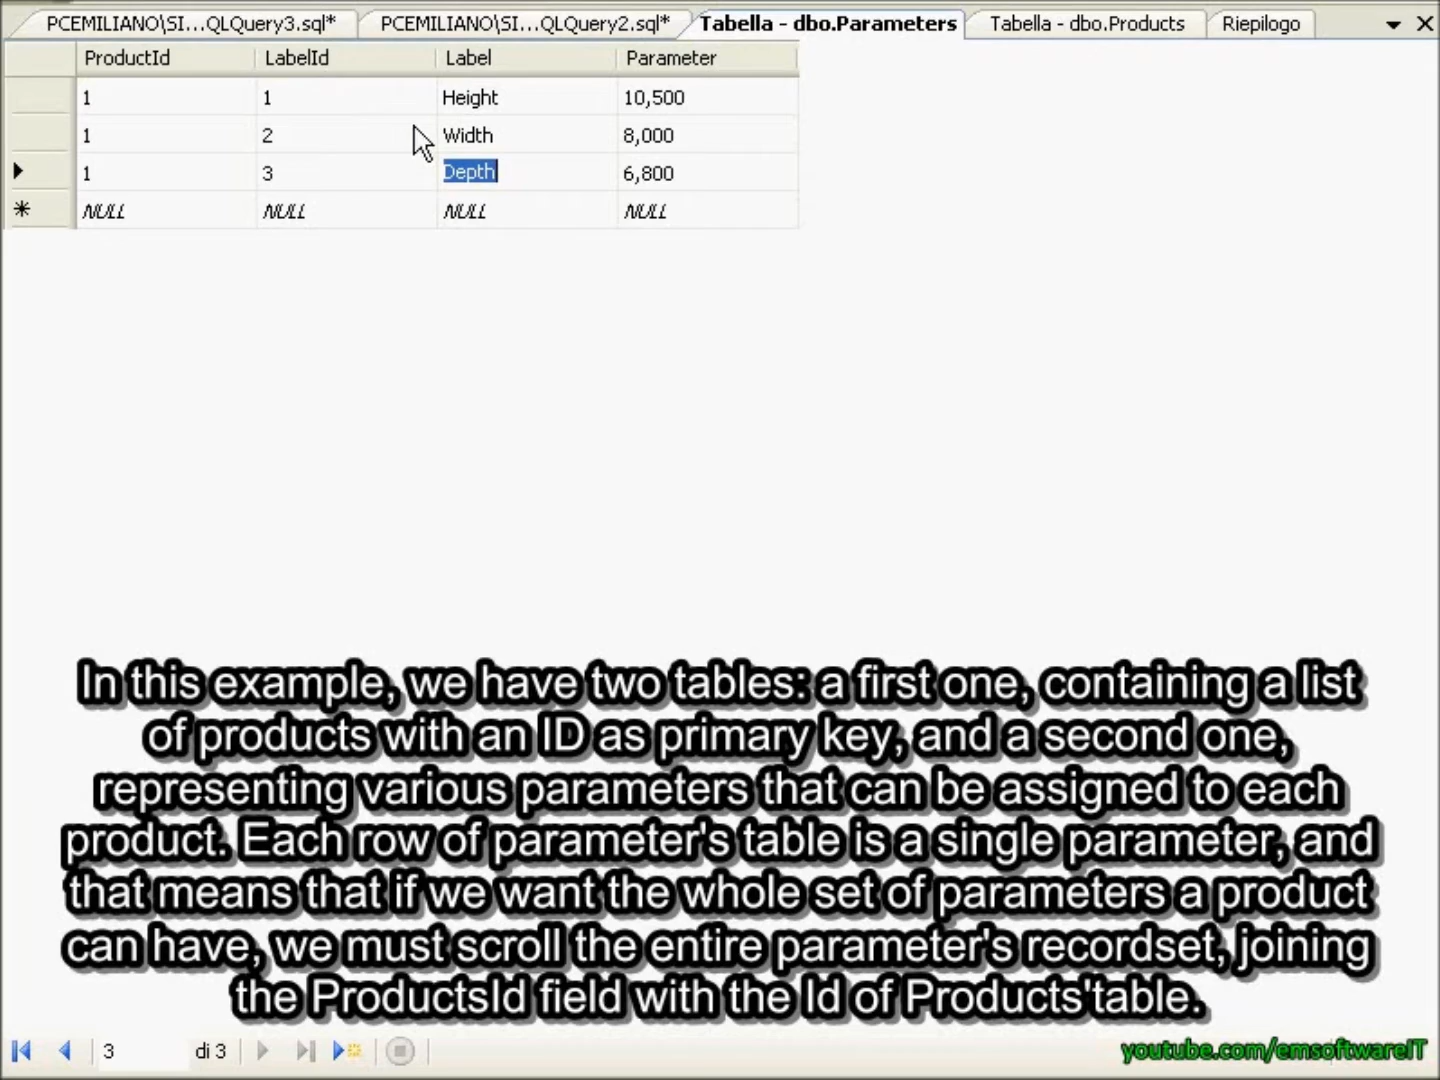 PCEMILIANO\SI...QLQuery3.sql* PCEMILIANO\SI...QLQuery2.sql* Tabella - dbo.Parameters Tabella - dbo.Products Riepilogo
ProductId LabelId Label Parameter
1 1 Height 10,500
1 2 Width 8,000
1 3 Depth 6,800
NULL NULL NULL NULL
In this example, we have two tables: a first one, containing a list
of products with an ID as primary key, and a second one,
representing various parameters that can be assigned to each
product. Each row of parameter's table is a single parameter, and
that means that if we want the whole set of parameters a product
can have, we must scroll the entire parameter's recordset, joining
the ProductsId field with the Id of Products'table.
3 di 3
youtube.com/emsoftwareIT